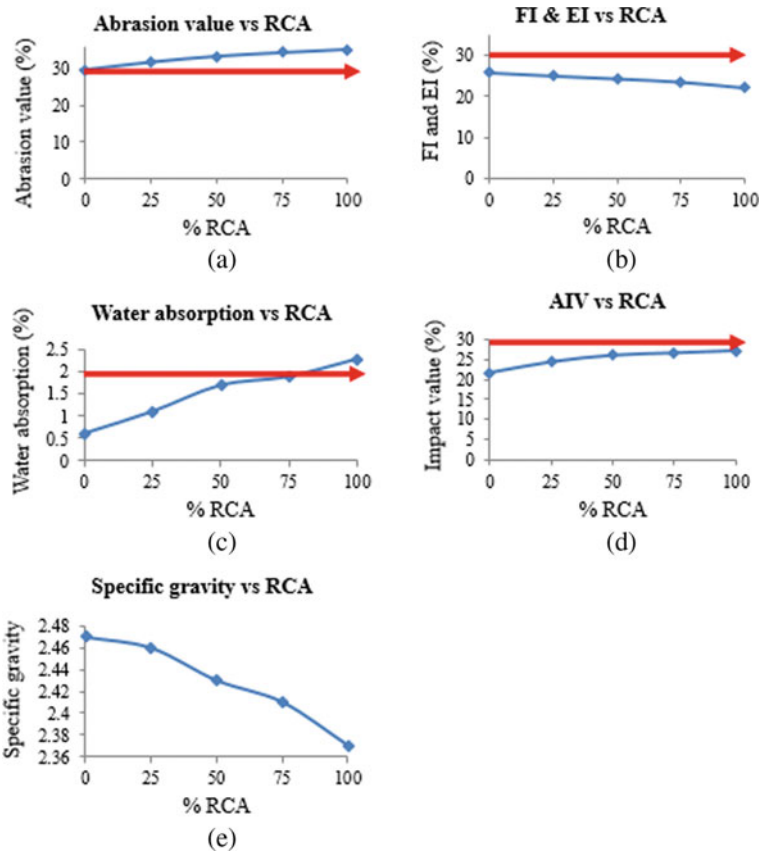 Abrasion value vs RCA
Abrasion value (%)
30
20
10
0
0 25 50 75 100
% RCA
(a)
FI & EI vs RCA
FI and EI (%)
30
20
10
0
0 25 50 75 100
% RCA
(b)
Water absorption vs RCA
Water absorption (%)
2.5
2
1.5
1
0.5
0
0 25 50 75 100
% RCA
(c)
AIV vs RCA
Impact value (%)
30
25
20
15
10
5
0
0 25 50 75 100
% RCA
(d)
Specific gravity vs RCA
Specific gravity
2.48
2.46
2.44
2.42
2.4
2.38
2.36
0 25 50 75 100
% RCA
(e)